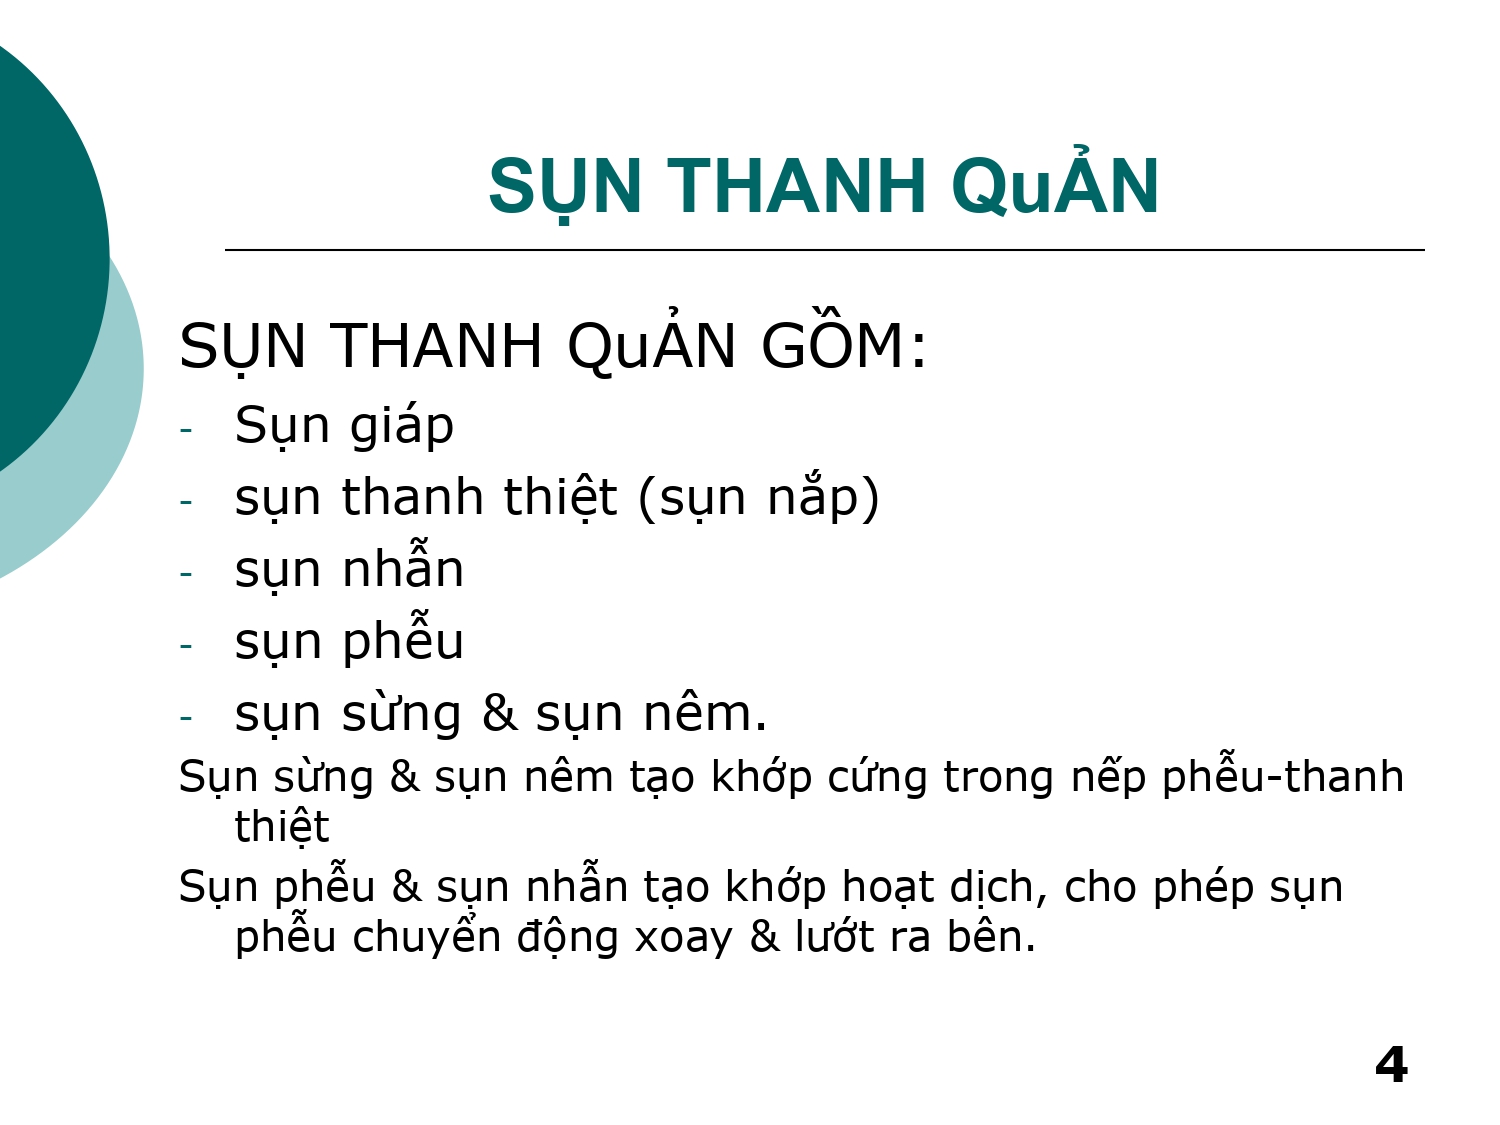 SỤN THANH QuẢN
SỤN THANH QuẢN GỒM:
- Sụn giáp
- sụn thanh thiệt (sụn nắp)
- sụn nhẫn
- sụn phễu
- sụn sừng & sụn nêm.
Sụn sừng & sụn nêm tạo khớp cứng trong nếp phễu-thanh
thiệt
Sụn phễu & sụn nhẫn tạo khớp hoạt dịch, cho phép sụn
phễu chuyển động xoay & lướt ra bên.
4